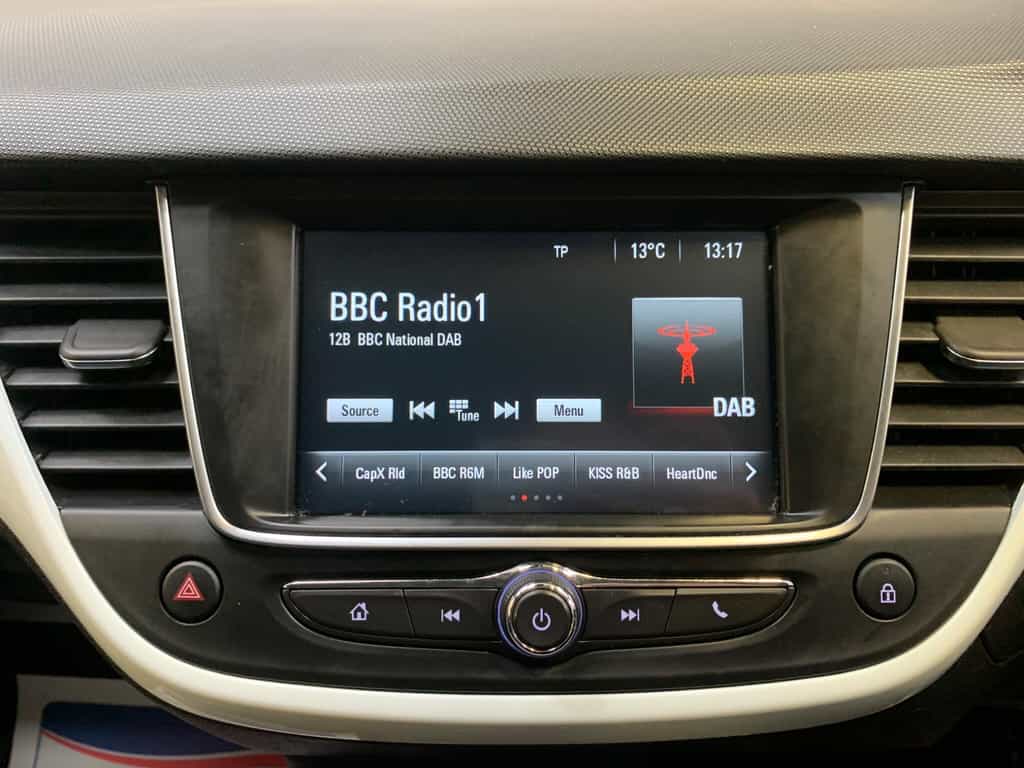 TP 13°C 13:17
BBC Radio1
12B BBC National DAB
Source Tune Menu
DAB
CapX Rld BBC R6M Like POP KISS R&B HeartDnc